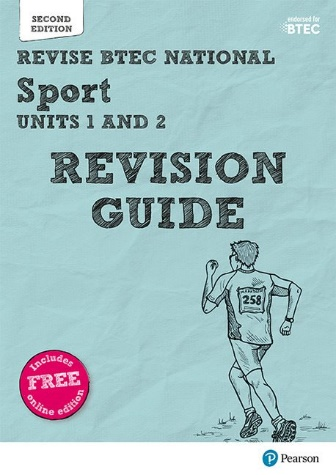 SECOND
EDITION
endorsed for
BTEC
REVISE BTEC NATIONAL
Sport
UNITS 1 AND 2
REVISION
GUIDE
258
Includes
FREE
online edition
Pearson